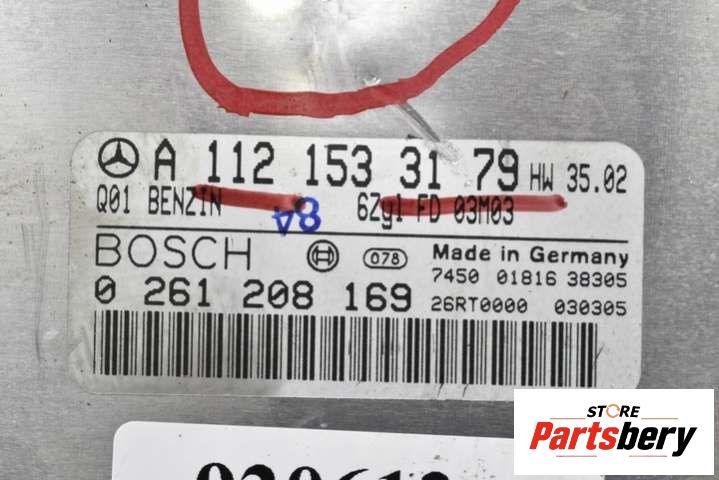 A 112 153 31 79 HW 35.02
Q01 BENZIN 6Zyl FD 03M03
84
BOSCH 078 Made in Germany
7450 01816 38305
0 261 208 169 26RT0000 030305
STORE
Partsbery